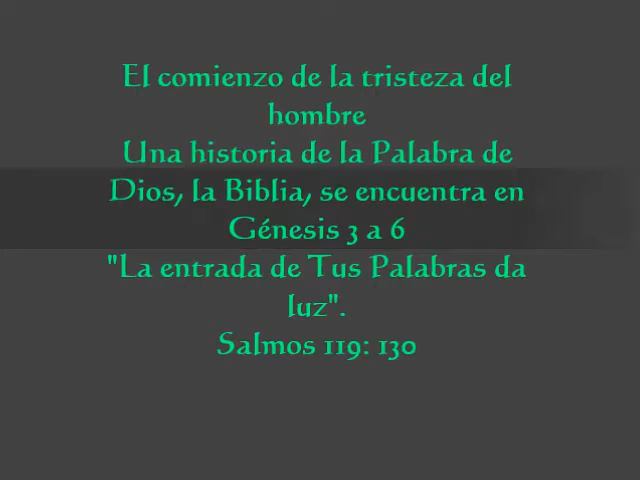 El comienzo de la tristeza del
hombre
Una historia de la Palabra de
Dios, la Biblia, se encuentra en
Génesis 3 a 6
"La entrada de Tus Palabras da
luz".
Salmos 119: 130